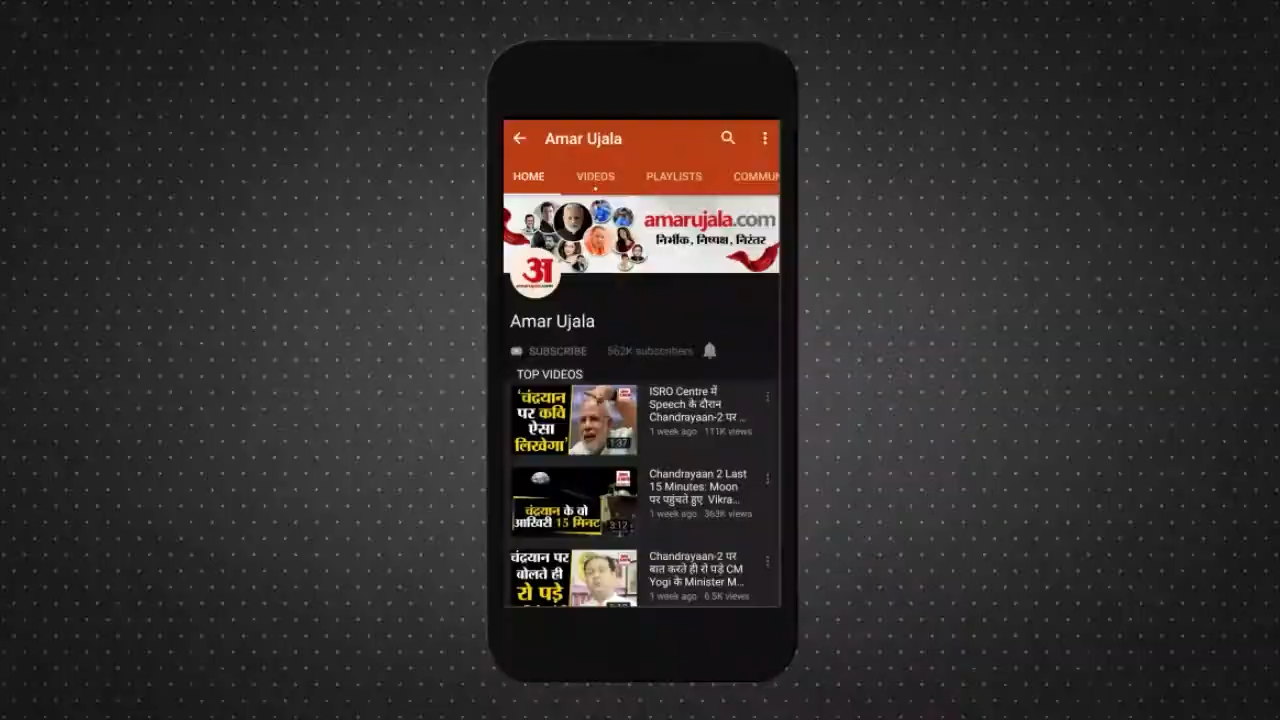 Amar Ujala
HOME VIDEOS PLAYLISTS COMMUN
amarujala.com
निर्भीक, निष्पक्ष, निरंतर
अ
amarujala.com
Amar Ujala
SUBSCRIBE 562K subscribers
TOP VIDEOS
'चंद्रयान
पर कवि
ऐसा
लिखेगा'
1:37
ISRO Centre में
Speech के दौरान
Chandrayaan-2 पर ...
1 week ago 111K views
चंद्रयान के वो
आखिरी 15 मिनट
3:12
Chandrayaan 2 Last
15 Minutes: Moon
पर पहुंचते हुए Vikra...
1 week ago 363K views
चंद्रयान पर
बोलते ही
रो पड़े
Chandrayaan-2 पर
बात करते ही रो पड़े CM
Yogi के Minister M...
1 week ago 6.5K views